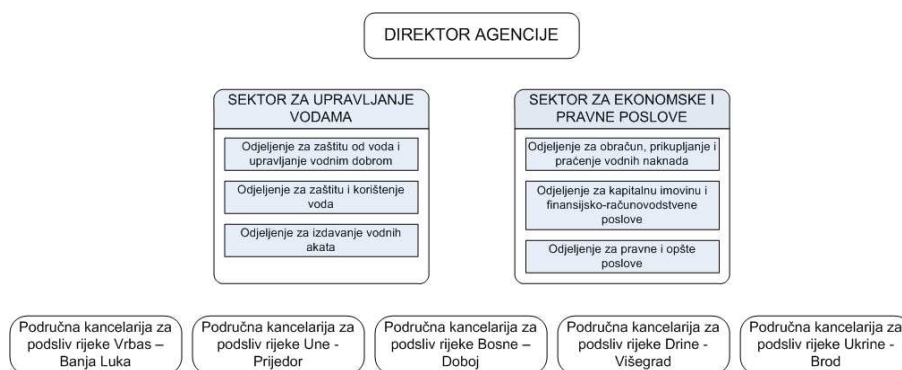 DIREKTOR AGENCIJE
SEKTOR ZA UPRAVLJANJE
VODAMA
Odjeljenje za zaštitu od voda i
upravljanje vodnim dobrom
Odjeljenje za zaštitu i korištenje
voda
Odjeljenje za izdavanje vodnih
akata
SEKTOR ZA EKONOMSKE I
PRAVNE POSLOVE
Odjeljenje za obračun, prikupljanje i
praćenje vodnih naknada
Odjeljenje za kapitalnu imovinu i
finansijsko-računovodstvene
poslove
Odjeljenje za pravne i opšte
poslove
Područna kancelarija za
podsliv rijeke Vrbas –
Banja Luka
Područna kancelarija za
podsliv rijeke Une -
Prijedor
Područna kancelarija za
podsliv rijeke Bosne –
Doboj
Područna kancelarija za
podsliv rijeke Drine -
Višegrad
Područna kancelarija za
podsliv rijeke Ukrine -
Brod